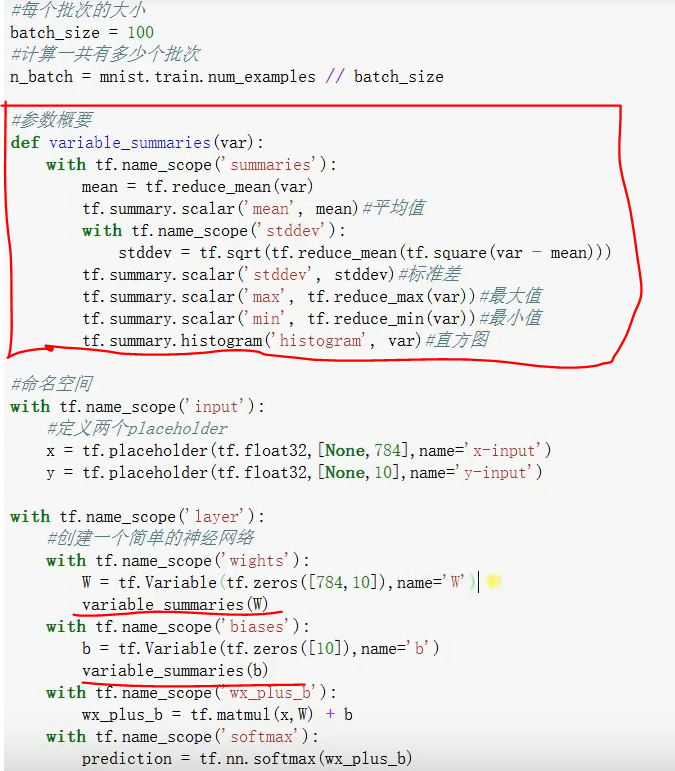 #每个批次的大小
batch_size = 100
#计算一共有多少个批次
n_batch = mnist.train.num_examples // batch_size
#参数概要
def variable_summaries(var):
    with tf.name_scope('summaries'):
        mean = tf.reduce_mean(var)
        tf.summary.scalar('mean', mean)#平均值
        with tf.name_scope('stddev'):
            stddev = tf.sqrt(tf.reduce_mean(tf.square(var - mean)))
        tf.summary.scalar('stddev', stddev)#标准差
        tf.summary.scalar('max', tf.reduce_max(var))#最大值
        tf.summary.scalar('min', tf.reduce_min(var))#最小值
        tf.summary.histogram('histogram', var)#直方图
#命名空间
with tf.name_scope('input'):
    #定义两个placeholder
    x = tf.placeholder(tf.float32,[None,784],name='x-input')
    y = tf.placeholder(tf.float32,[None,10],name='y-input')
with tf.name_scope('layer'):
    #创建一个简单的神经网络
    with tf.name_scope('wights'):
        W = tf.Variable(tf.zeros([784,10]),name='W')
        variable_summaries(W)
    with tf.name_scope('biases'):
        b = tf.Variable(tf.zeros([10]),name='b')
        variable_summaries(b)
    with tf.name_scope('wx_plus_b'):
        wx_plus_b = tf.matmul(x,W) + b
    with tf.name_scope('softmax'):
        prediction = tf.nn.softmax(wx_plus_b)